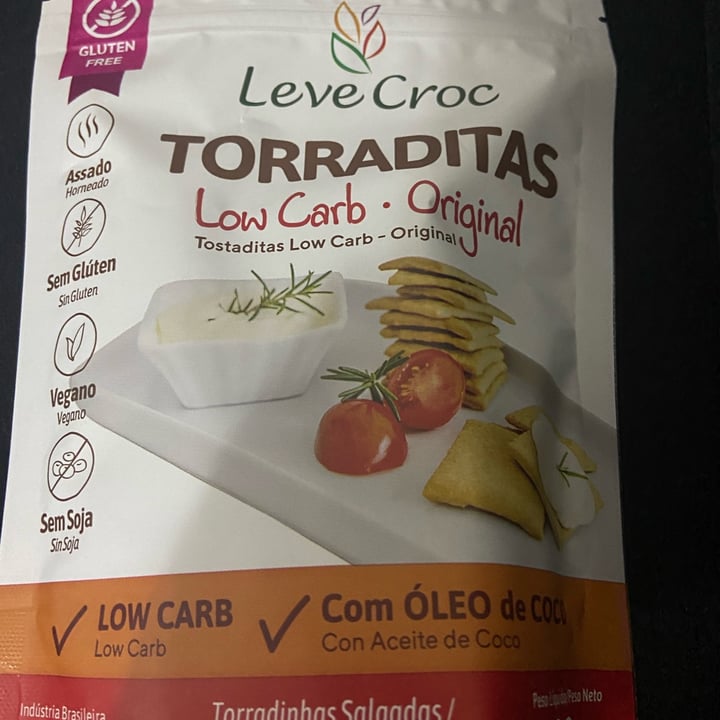 GLUTEN
FREE
Leve Croc
TORRADITAS
Low Carb · Original
Tostaditas Low Carb - Original
Assado
Horneado
Sem Glúten
Sin Gluten
Vegano
Vegano
Sem Soja
Sin Soja
LOW CARB
Low Carb
Com ÓLEO de COCO
Con Aceite de Coco
Indústria Brasileira
Torradinhas Salgadas /
Peso Líquido/Peso Neto